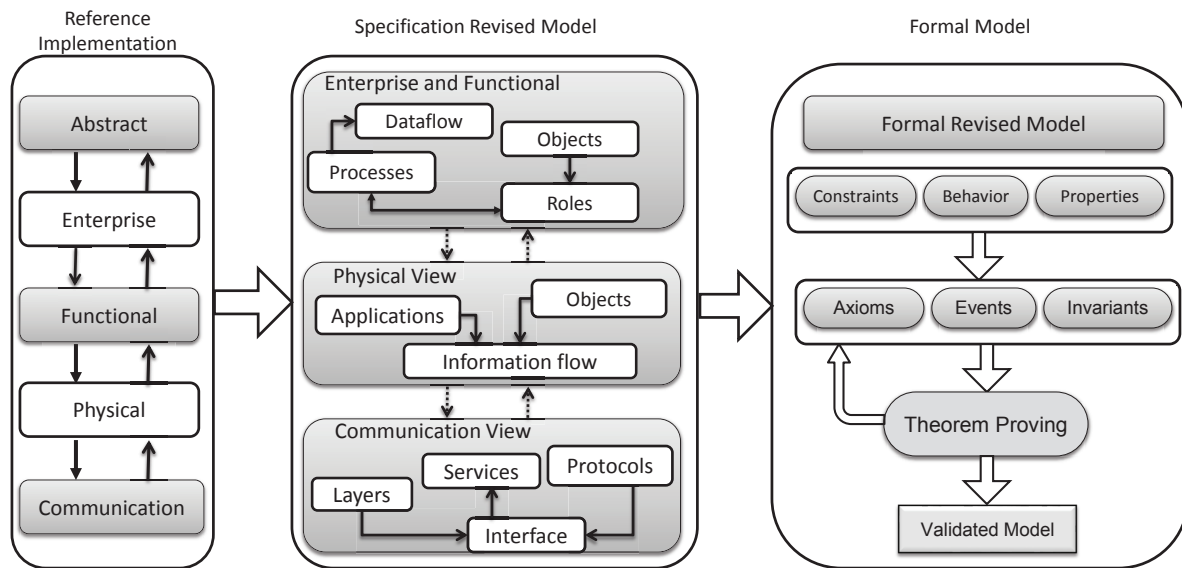 Reference
Implementation
Abstract
Enterprise
Functional
Physical
Communication
Specification Revised Model
Enterprise and Functional
Dataflow
Objects
Processes
Roles
Physical View
Objects
Applications
Information flow
Communication View
Services
Protocols
Layers
Interface
Formal Model
Formal Revised Model
Constraints Behavior Properties
Axioms Events Invariants
Theorem Proving
Validated Model